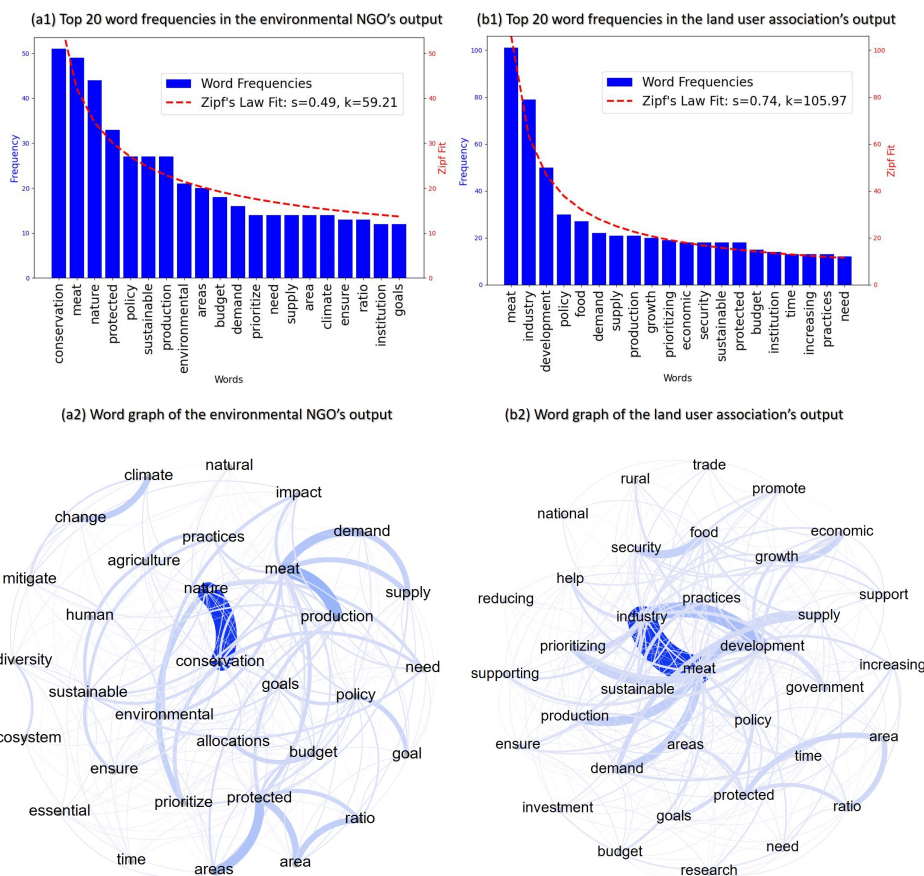 (a1) Top 20 word frequencies in the environmental NGO's output
50
40
30
20
10
0
Frequency
50
40
30
20
10
0
Zipf Fit
Word Frequencies
Zipf's Law Fit: s=0.49, k=59.21
conservation
meat
nature
protected
policy
sustainable
production
environmental
areas
budget
demand
prioritize
need
supply
area
climate
ensure
ratio
institution
goals
Words
(b1) Top 20 word frequencies in the land user association's output
100
80
60
40
20
0
Frequency
100
80
60
40
20
0
Zipf Fit
Word Frequencies
Zipf's Law Fit: s=0.74, k=105.97
meat
industry
development
policy
food
demand
supply
production
growth
prioritizing
economic
security
sustainable
protected
budget
institution
time
increasing
practices
need
Words
(a2) Word graph of the environmental NGO's output
natural
climate
impact
change
demand
practices
agriculture
meat
mitigate
nature
supply
human
production
diversity
conservation
need
goals
sustainable
policy
environmental
cosystem
allocations
budget
goal
ensure
prioritize
protected
essential
ratio
time
areas
area
(b2) Word graph of the land user association's output
trade
rural
promote
national
food
economic
security
growth
help
reducing
practices
support
industry
supply
prioritizing
development
supporting
meat
increasing
sustainable
government
production
policy
ensure
areas
area
demand
time
protected
investment
goals
ratio
budget
need
research